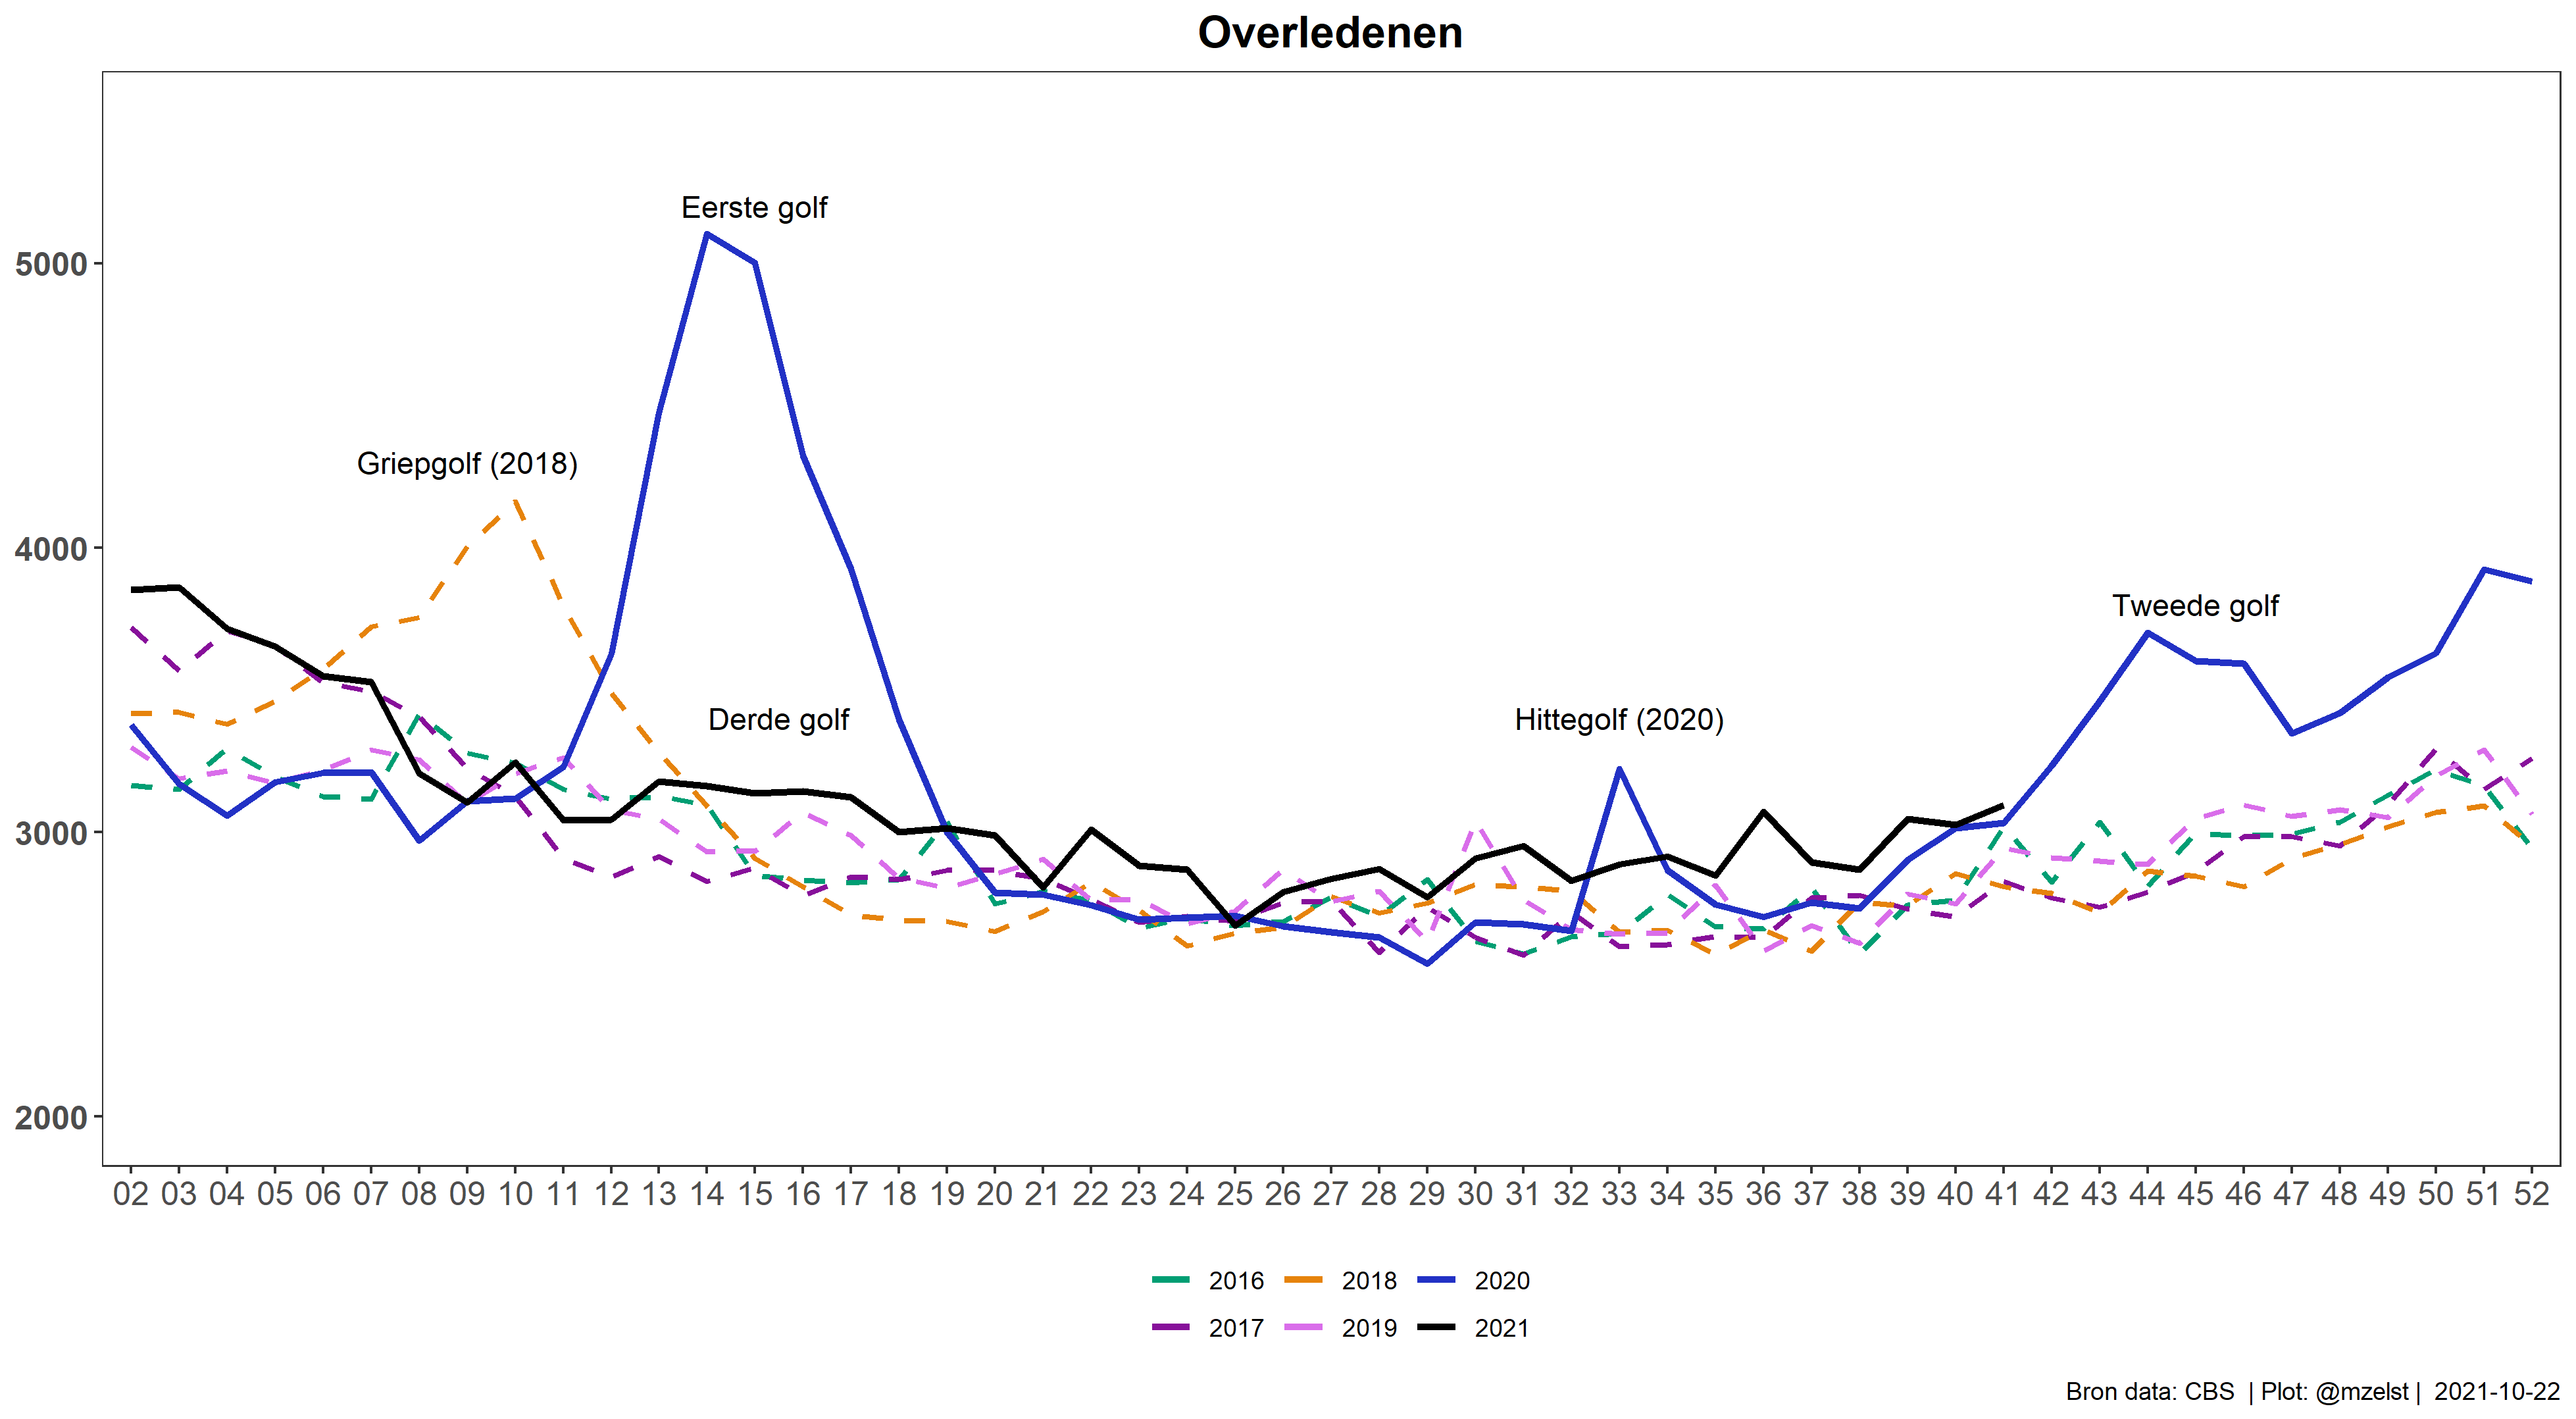 Overledenen
Eerste golf
5000
Griepgolf (2018)
4000
Tweede golf
Derde golf
Hittegolf (2020)
3000
2000
02 03 04 05 06 07 08 09 10 11 12 13 14 15 16 17 18 19 20 21 22 23 24 25 26 27 28 29 30 31 32 33 34 35 36 37 38 39 40 41 42 43 44 45 46 47 48 49 50 51 52
2016 2018 2020
2017 2019 2021
Bron data: CBS | Plot: @mzelst | 2021-10-22